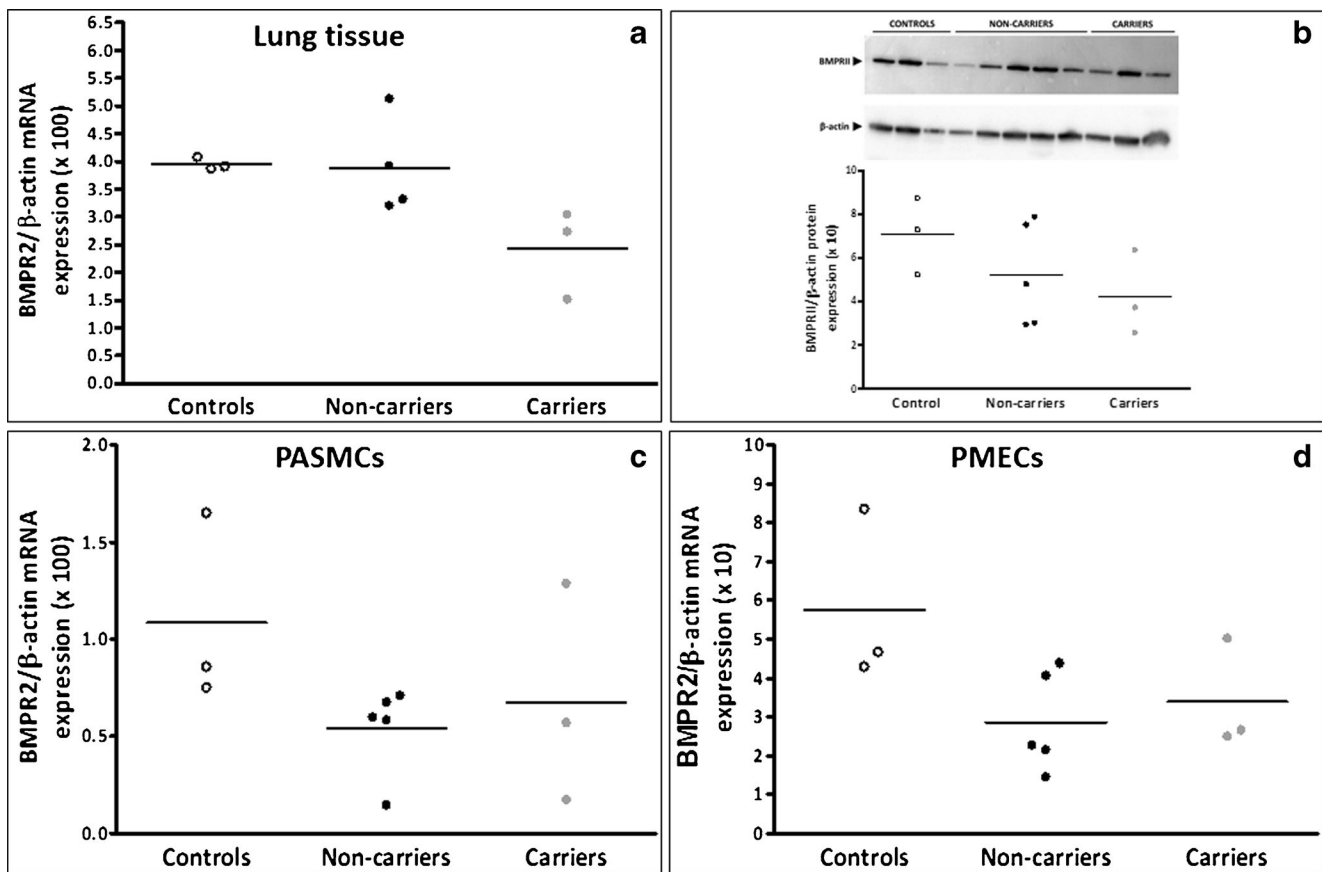 Lung tissue
a
BMPR2/β-actin mRNA
expression (x 100)
6.5
6.0
5.5
5.0
4.5
4.0
3.5
3.0
2.5
2.0
1.5
1.0
0.5
0.0
Controls Non-carriers Carriers
b
CONTROLS NON-CARRIERS CARRIERS
BMPRII
β-actin
BMPRII/β-actin protein
expression (x 10)
10
8
6
4
2
0
Control Non-carriers Carriers
PASMCs
c
BMPR2/β-actin mRNA
expression (x 100)
2.0
1.5
1.0
0.5
0.0
Controls Non-carriers Carriers
PMECs
d
BMPR2/β-actin mRNA
expression (x 10)
10
9
8
7
6
5
4
3
2
1
0
Controls Non-carriers Carriers